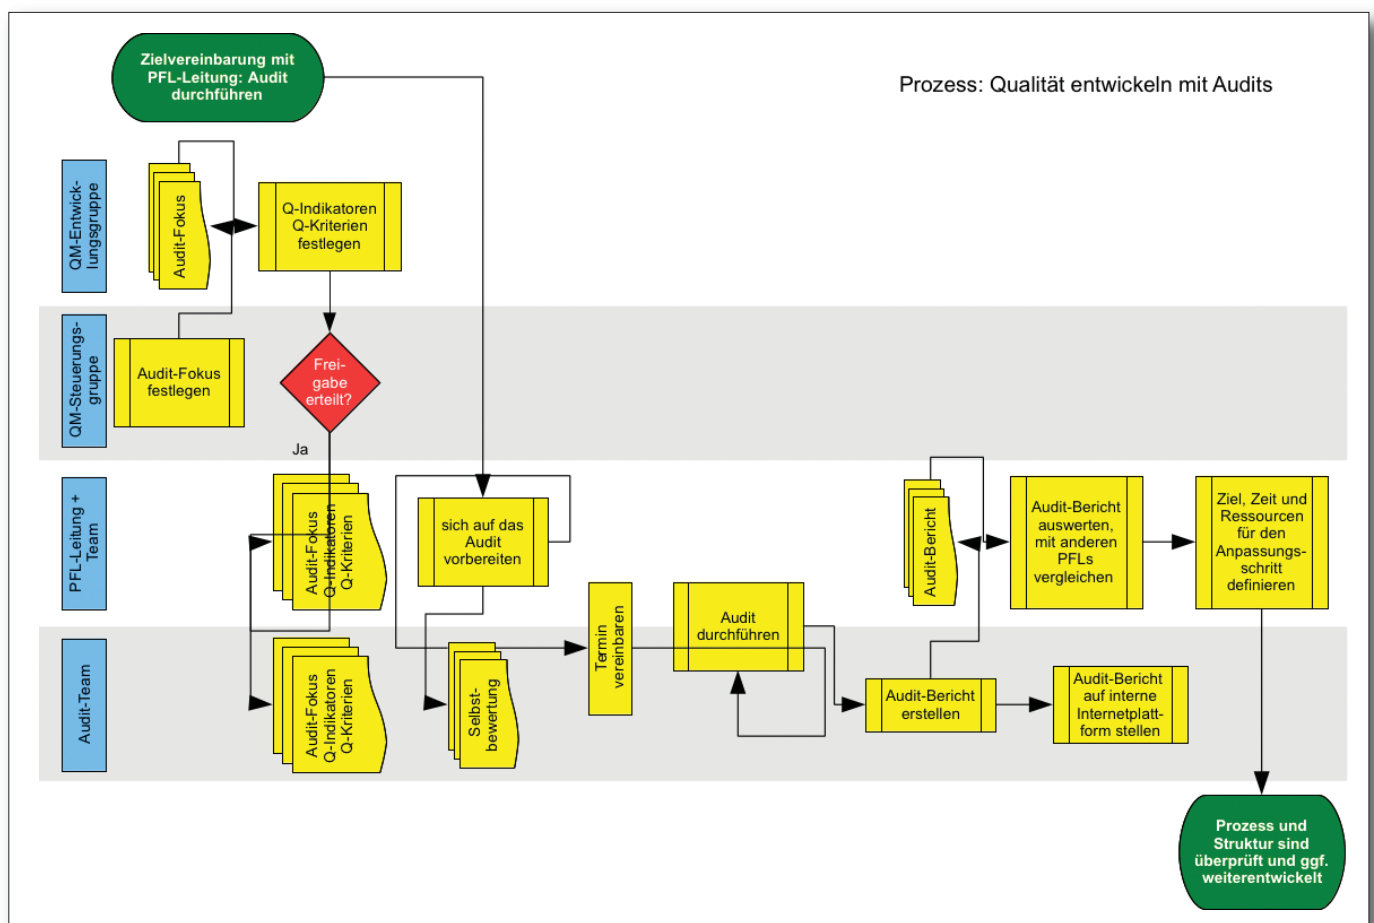 Zielvereinbarung mit
PFL-Leitung: Audit
durchführen
Prozess: Qualität entwickeln mit Audits
QM-Entwick-
lungsgruppe
Audit-Fokus
Q-Indikatoren
Q-Kriterien
festlegen
QM-Steuerungs-
gruppe
Audit-Fokus
festlegen
Frei-
gabe
erteilt?
Ja
PFL-Leitung +
Team
Audit-Fokus
Q-Indikatoren
Q-Kriterien
sich auf das
Audit
vorbereiten
Audit-Bericht
Audit-Bericht
auswerten,
mit anderen
PFLs
vergleichen
Ziel, Zeit und
Ressourcen
für den
Anpassungs-
schritt
definieren
Audit-Team
Audit-Fokus
Q-Indikatoren
Q-Kriterien
Selbst-
bewertung
Termin
vereinbaren
Audit
durchführen
Audit-Bericht
erstellen
Audit-Bericht
auf interne
Internetplatt-
form stellen
Prozess und
Struktur sind
überprüft und ggf.
weiterentwickelt